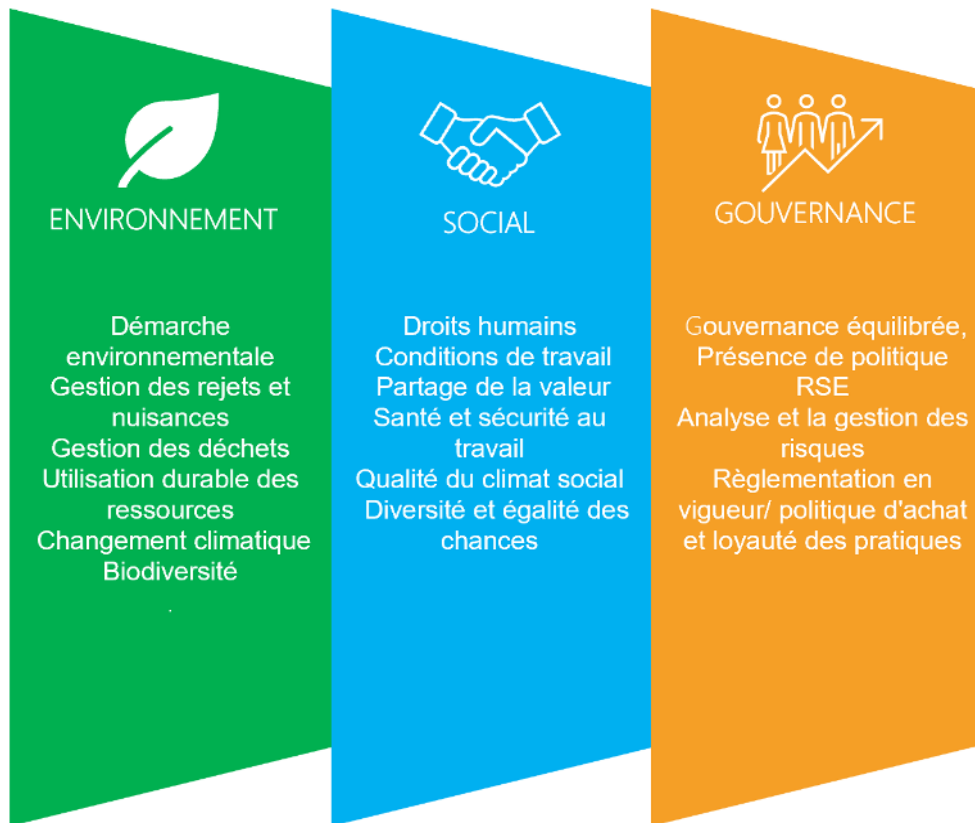 ENVIRONNEMENT
Démarche
environnementale
Gestion des rejets et
nuisances
Gestion des déchets
Utilisation durable des
ressources
Changement climatique
Biodiversité
.
SOCIAL
Droits humains
Conditions de travail
Partage de la valeur
Santé et sécurité au
travail
Qualité du climat social
Diversité et égalité des
chances
GOUVERNANCE
Gouvernance équilibrée,
Présence de politique
RSE
Analyse et la gestion des
risques
Règlementation en
vigueur/ politique d'achat
et loyauté des pratiques